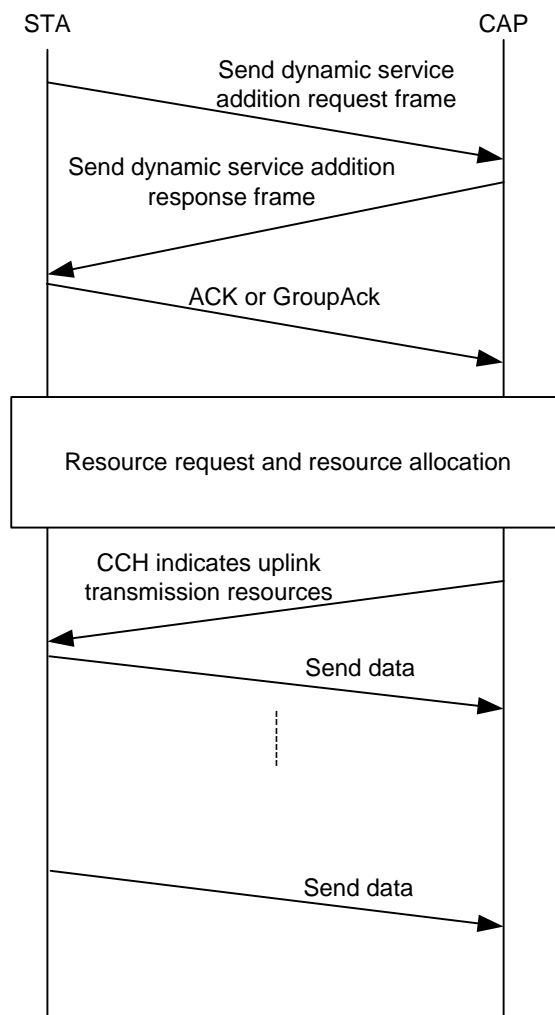 STA
CAP
Send dynamic service
addition request frame
Send dynamic service addition
response frame
ACK or GroupAck
Resource request and resource allocation
CCH indicates uplink
transmission resources
Send data
Send data